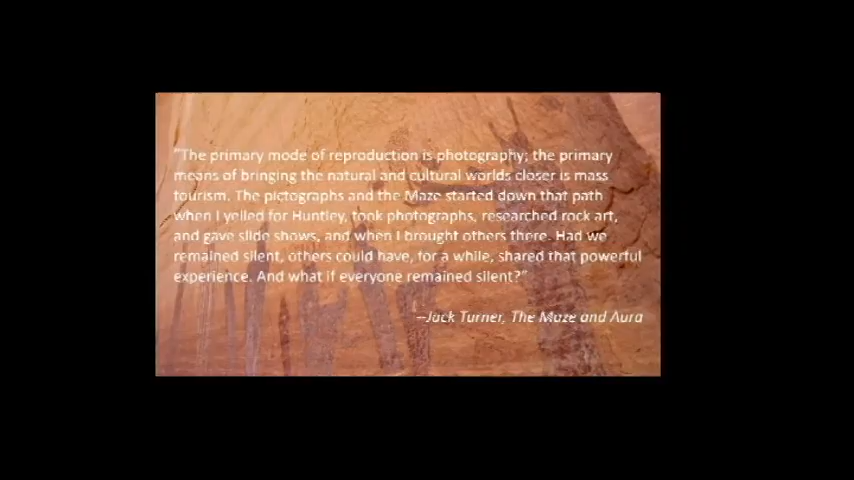 "The primary mode of reproduction is photography; the primary
means of bringing the natural and cultural worlds closer is mass
tourism. The pictographs and the Maze started down that path
when I yelled for Huntley, took photographs, researched rock art,
and gave slide shows, and when I brought others there. Had we
remained silent, others could have, for a while, shared that powerful
experience. And what if everyone remained silent?"
--Jack Turner, The Maze and Aura